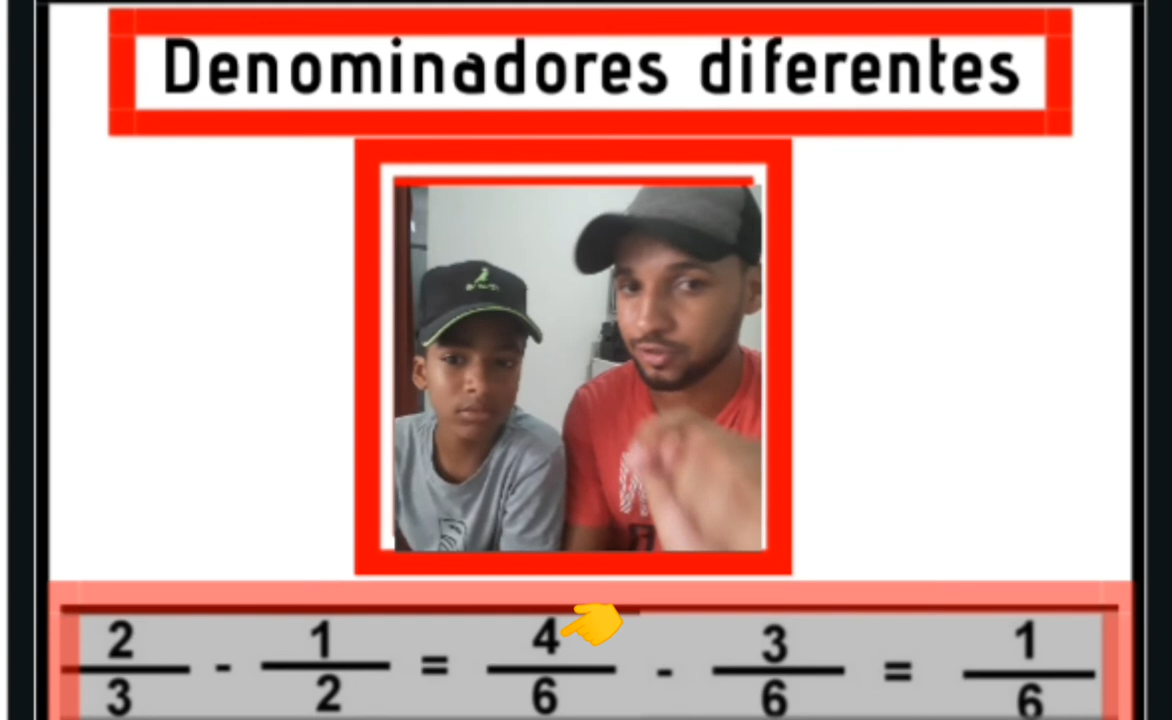 Denominadores diferentes
2/3 - 1/2 = 4/6 - 3/6 = 1/6